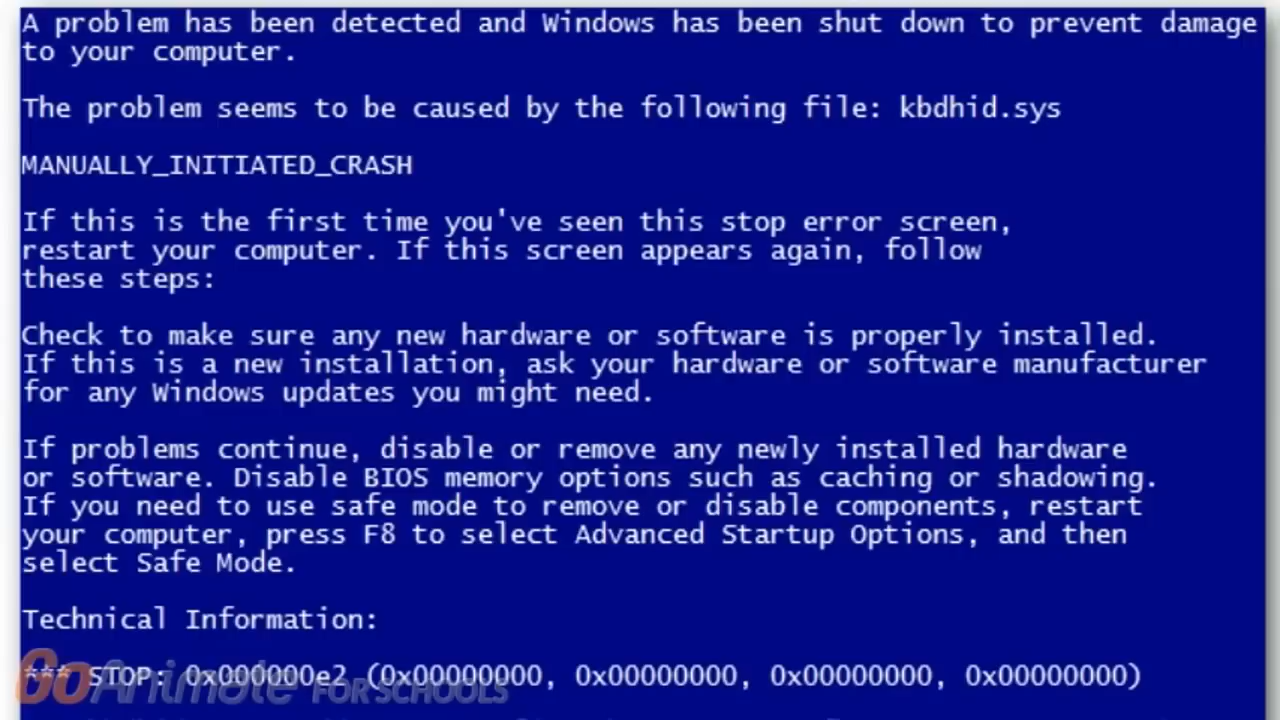 A problem has been detected and Windows has been shut down to prevent damage
to your computer.
The problem seems to be caused by the following file: kbdhid.sys
MANUALLY_INITIATED_CRASH
If this is the first time you've seen this stop error screen,
restart your computer. If this screen appears again, follow
these steps:
Check to make sure any new hardware or software is properly installed.
If this is a new installation, ask your hardware or software manufacturer
for any Windows updates you might need.
If problems continue, disable or remove any newly installed hardware
or software. Disable BIOS memory options such as caching or shadowing.
If you need to use safe mode to remove or disable components, restart
your computer, press F8 to select Advanced Startup Options, and then
select Safe Mode.
Technical Information:
*** STOP: 0x000000e2 (0x00000000, 0x00000000, 0x00000000, 0x00000000)
GoAnimate FOR SCHOOLS